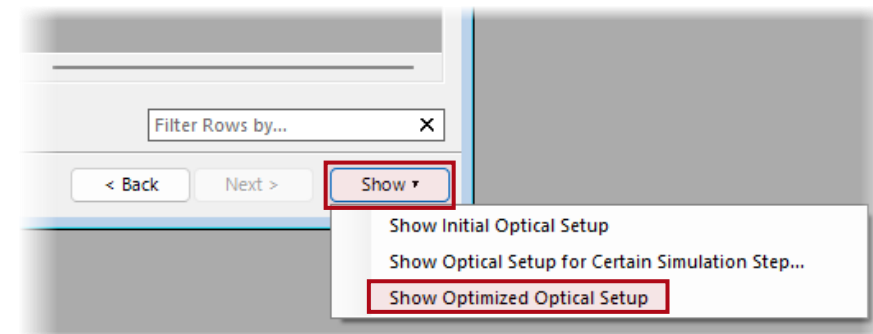 Filter Rows by...
< Back
Next >
Show
Show Initial Optical Setup
Show Optical Setup for Certain Simulation Step...
Show Optimized Optical Setup